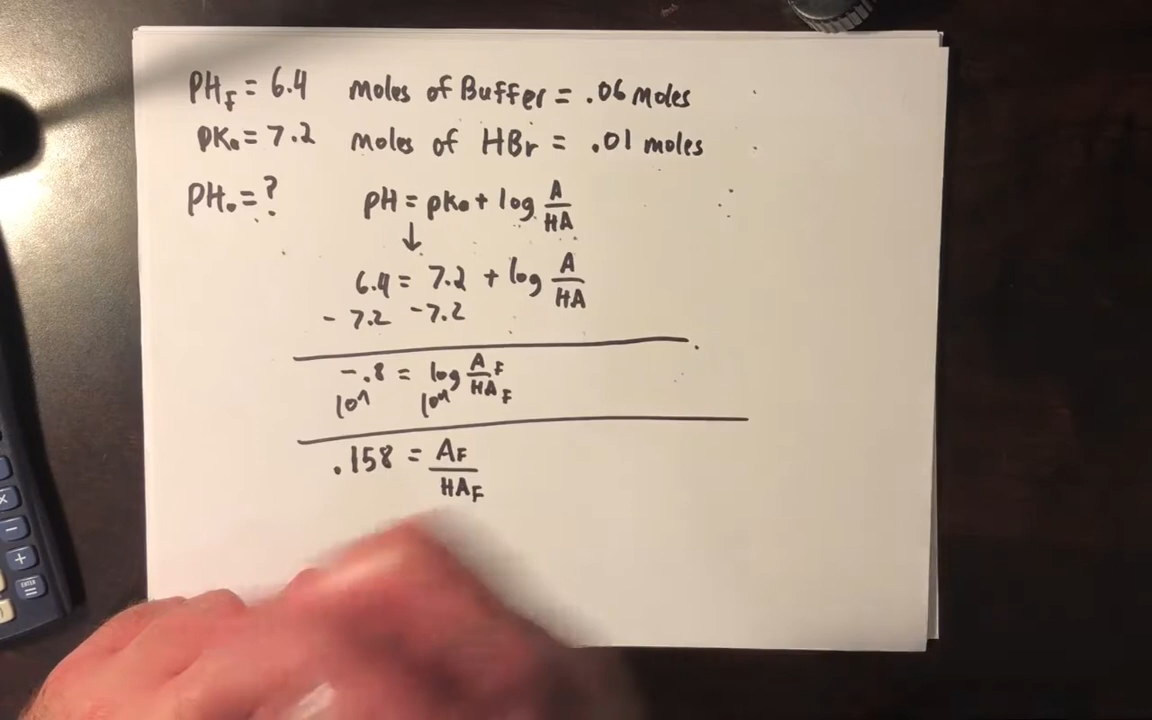 PH_F = 6.4 moles of Buffer = .06 moles
PKa = 7.2 moles of HBr = .01 moles
PHo = ? PH = PKa + log A/HA
↓
6.4 = 7.2 + log A/HA
- 7.2 -7.2
-.8 = log A_F/HA_F
10^ 10^
.158 = A_F/HA_F
× 
−
+
ENTER
=